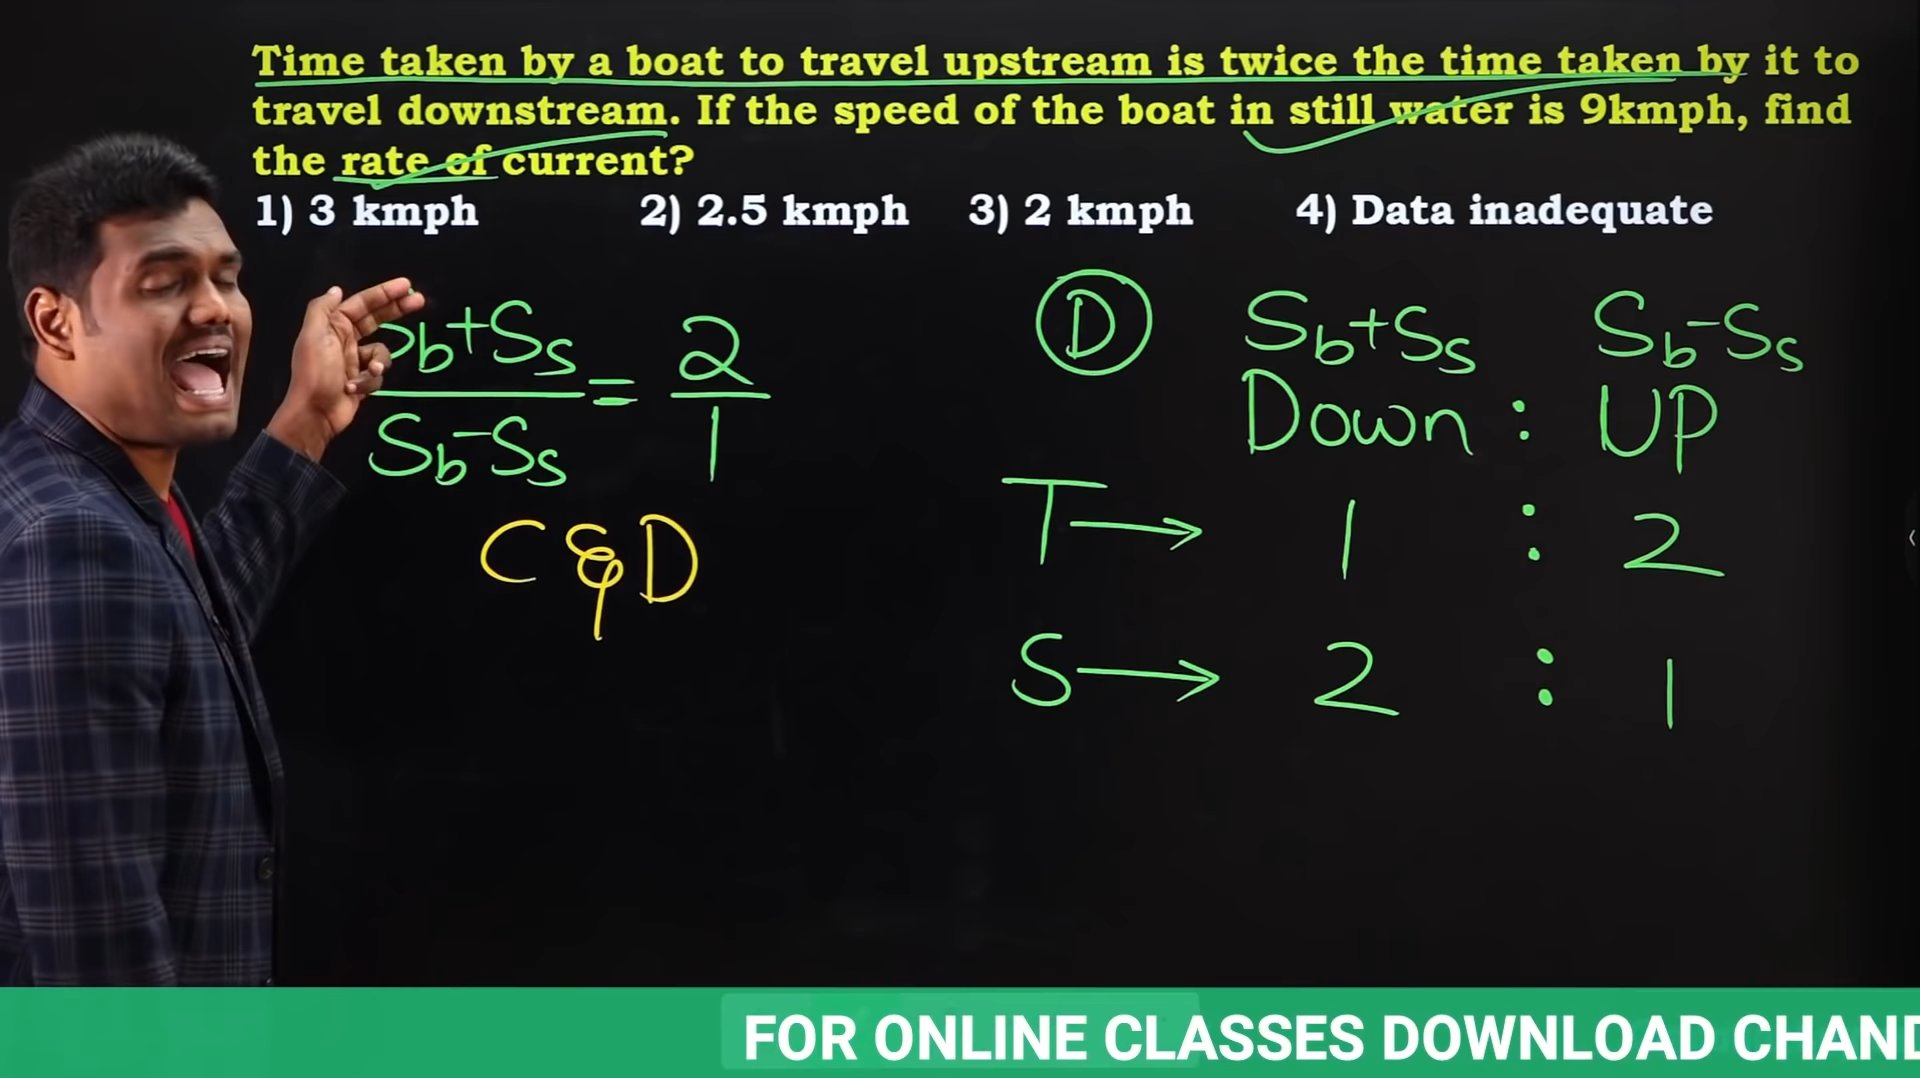 Time taken by a boat to travel upstream is twice the time taken by it to
travel downstream. If the speed of the boat in still water is 9kmph, find
the rate of current?
1) 3 kmph 2) 2.5 kmph 3) 2 kmph 4) Data inadequate
Sb+Ss = 2
Sb-Ss 1
C & D
D Sb+Ss Sb-Ss
Down : UP
T → 1 : 2
S → 2 : 1
FOR ONLINE CLASSES DOWNLOAD CHAND